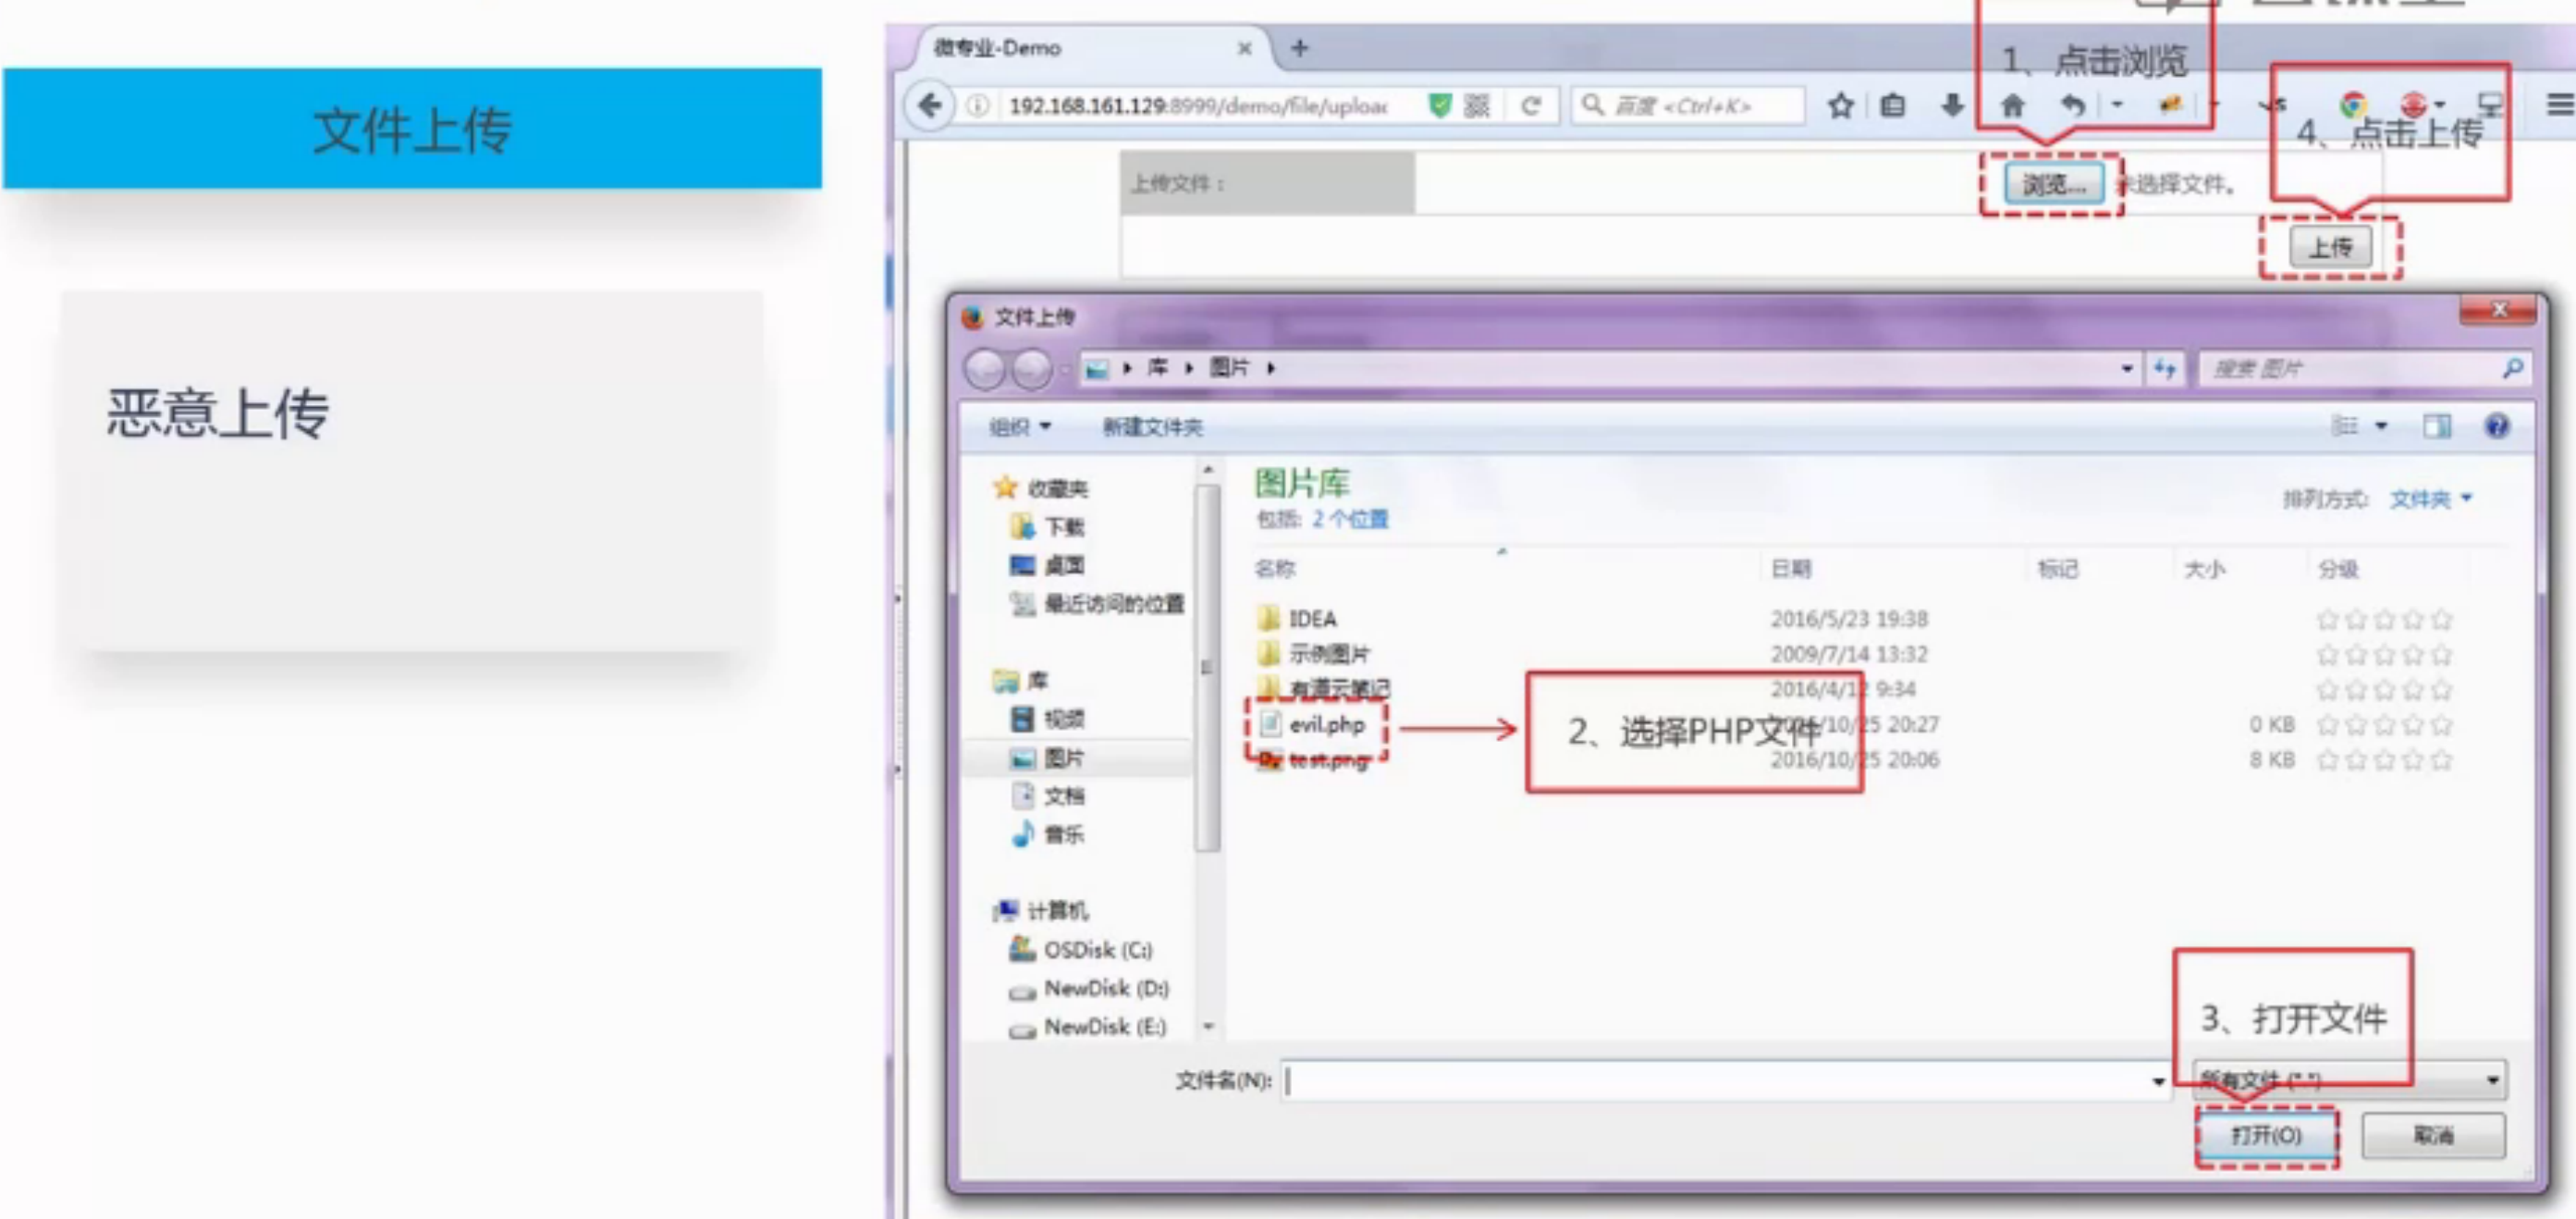 文件上传
恶意上传
微专业-Demo
1、点击浏览
192.168.161.129:8999/demo/file/upload
百度 <Ctrl+K>
4、点击上传
上传文件：
浏览...
未选择文件。
上传
文件上传
库
图片
搜索 图片
组织
新建文件夹
收藏夹
下载
桌面
最近访问的位置
库
视频
图片
文档
音乐
计算机
OSDisk (C:)
NewDisk (D:)
NewDisk (E:)
图片库
包括: 2 个位置
排列方式: 文件夹
名称 日期 标记 大小 分级
IDEA 2016/5/23 19:38
示例图片 2009/7/14 13:32
有道云笔记 2016/4/12 9:34
evil.php 2016/10/25 20:27 0 KB
test.png 2016/10/25 20:06 8 KB
2、选择PHP文件
3、打开文件
文件名(N):
所有文件 (*.*)
打开(O)
取消